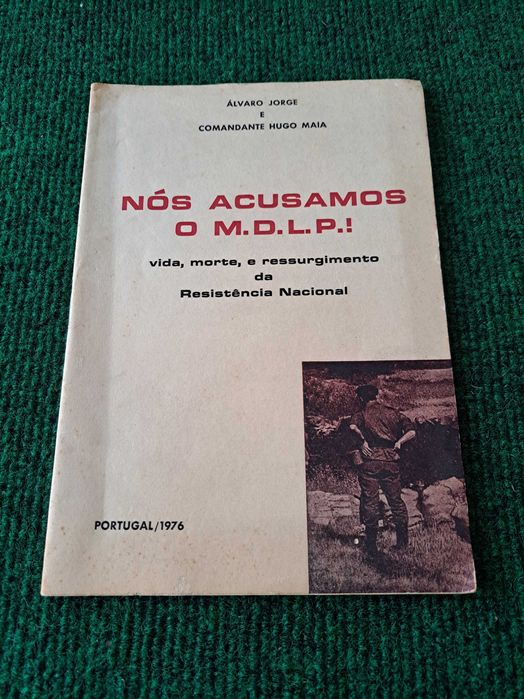 ÁLVARO JORGE
E
COMANDANTE HUGO MAIA
NÓS ACUSAMOS
O M.D.L.P.!
vida, morte, e ressurgimento
da
Resistência Nacional
PORTUGAL/1976